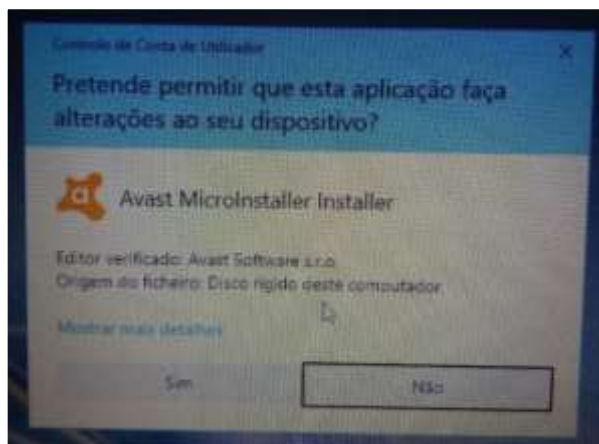 Controlo de Conta de Utilizador
Pretende permitir que esta aplicação faça
alterações ao seu dispositivo?
Avast MicroInstaller Installer
Editor verificado: Avast Software s.r.o.
Origem do ficheiro: Disco rígido deste computador
Mostrar mais detalhes
Sim
Não